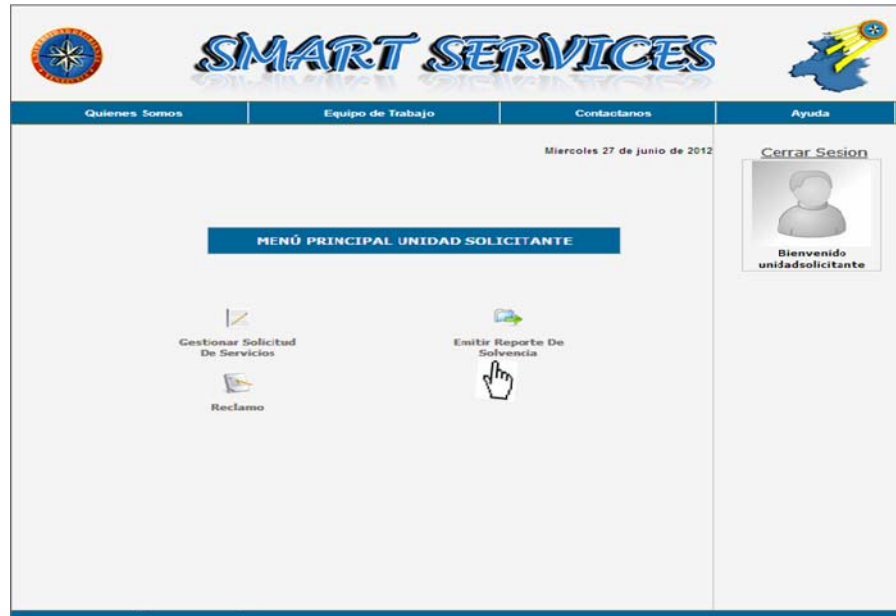 SMART SERVICES
Quienes Somos
Equipo de Trabajo
Contactanos
Ayuda
Miercoles 27 de junio de 2012
Cerrar Sesion
Bienvenido
unidadsolicitante
MENÚ PRINCIPAL UNIDAD SOLICITANTE
Gestionar Solicitud
De Servicios
Emitir Reporte De
Solvencia
Reclamo